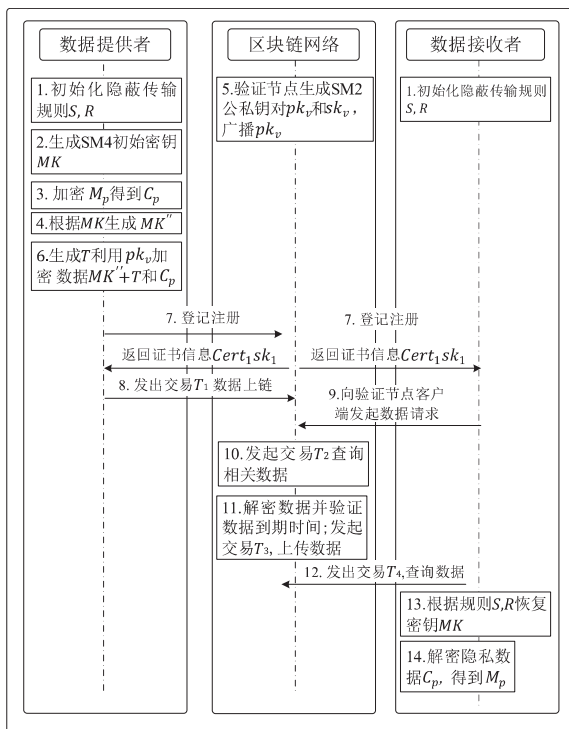 数据提供者
区块链网络
数据接收者
1.初始化隐蔽传输
规则S, R
2.生成SM4初始密钥
MK
3. 加密 Mₚ得到 Cₚ
4.根据MK生成 MK″
6.生成T利用 pkᵥ加
密 数据MK″+T和 Cₚ
5.验证节点生成SM2
公私钥对pkᵥ和skᵥ，
广播pkᵥ
1.初始化隐蔽传输规则
S, R
7. 登记注册
7. 登记注册
返回证书信息Cert₁sk₁
返回证书信息Cert₁sk₁
8. 发出交易T₁ 数据上链
9.向验证节点客户
端发起数据请求
10. 发起交易T₂ 查询
相关数据
11.解密数据并验证
数据到期时间;发起
交易T₃, 上传数据
12. 发出交易T₄,查询数据
13.根据规则S,R恢复
密钥MK
14.解密隐私数
据Cₚ, 得到 Mₚ